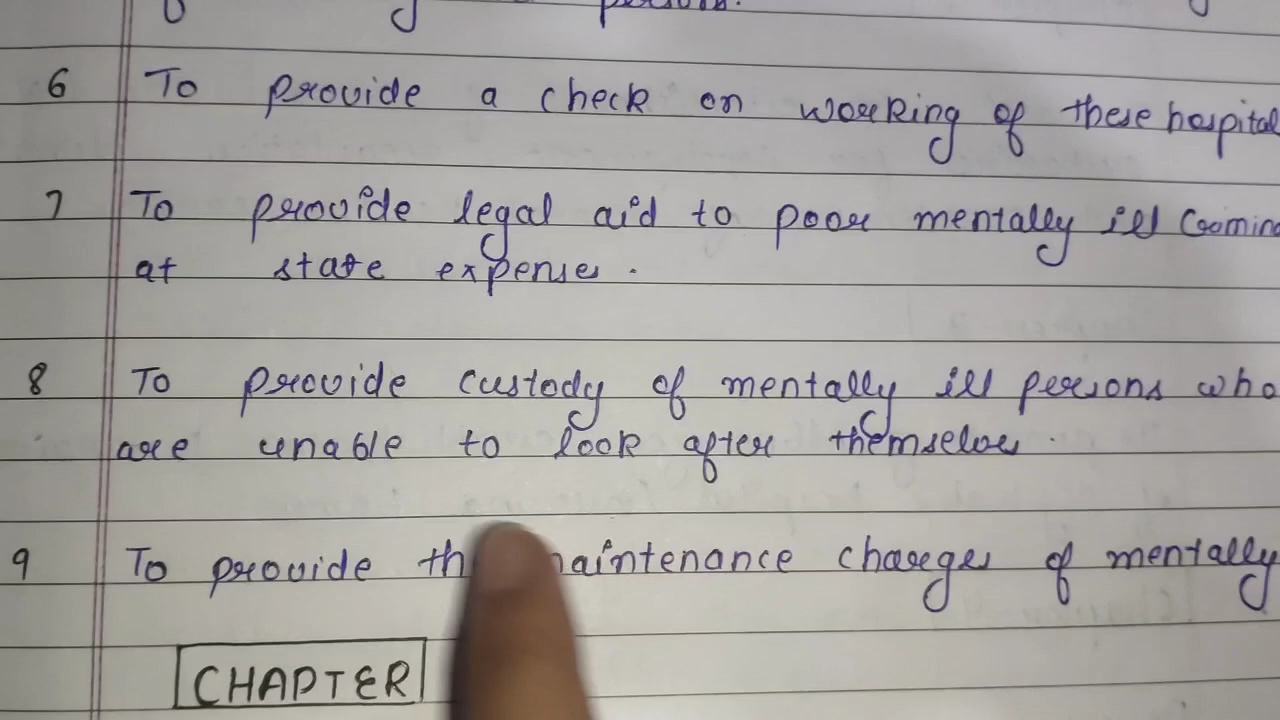 person.
6 To provide a check on working of these hospital
7 To provide legal aid to poor mentally ill
at state expense.
8 To provide custody of mentally ill persons who
are unable to look after themselves.
9 To provide maintenance charges of mentally
CHAPTER